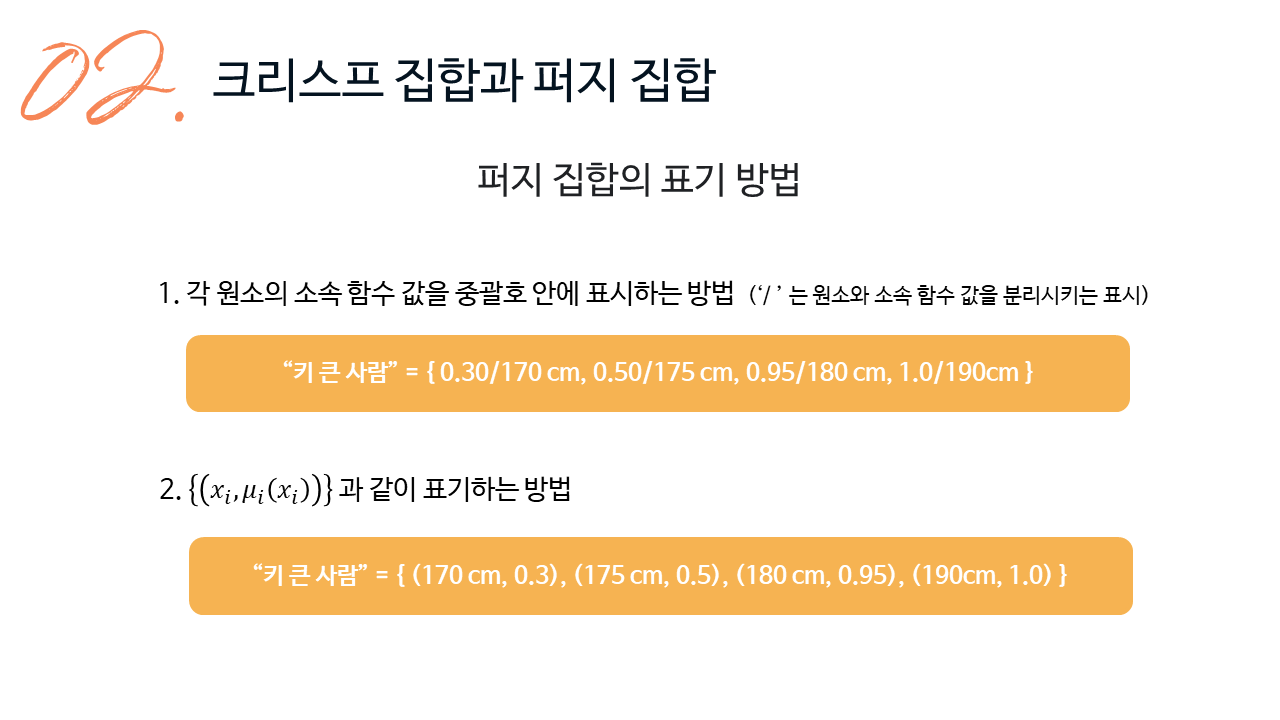 02.
크리스프 집합과 퍼지 집합
퍼지 집합의 표기 방법
1. 각 원소의 소속 함수 값을 중괄호 안에 표시하는 방법 (‘/ ’ 는 원소와 소속 함수 값을 분리시키는 표시)
“키 큰 사람” = { 0.30/170 cm, 0.50/175 cm, 0.95/180 cm, 1.0/190cm }
2. {(𝑥ᵢ, 𝜇ᵢ(𝑥ᵢ))} 과 같이 표기하는 방법
“키 큰 사람” = { (170 cm, 0.3), (175 cm, 0.5), (180 cm, 0.95), (190cm, 1.0) }